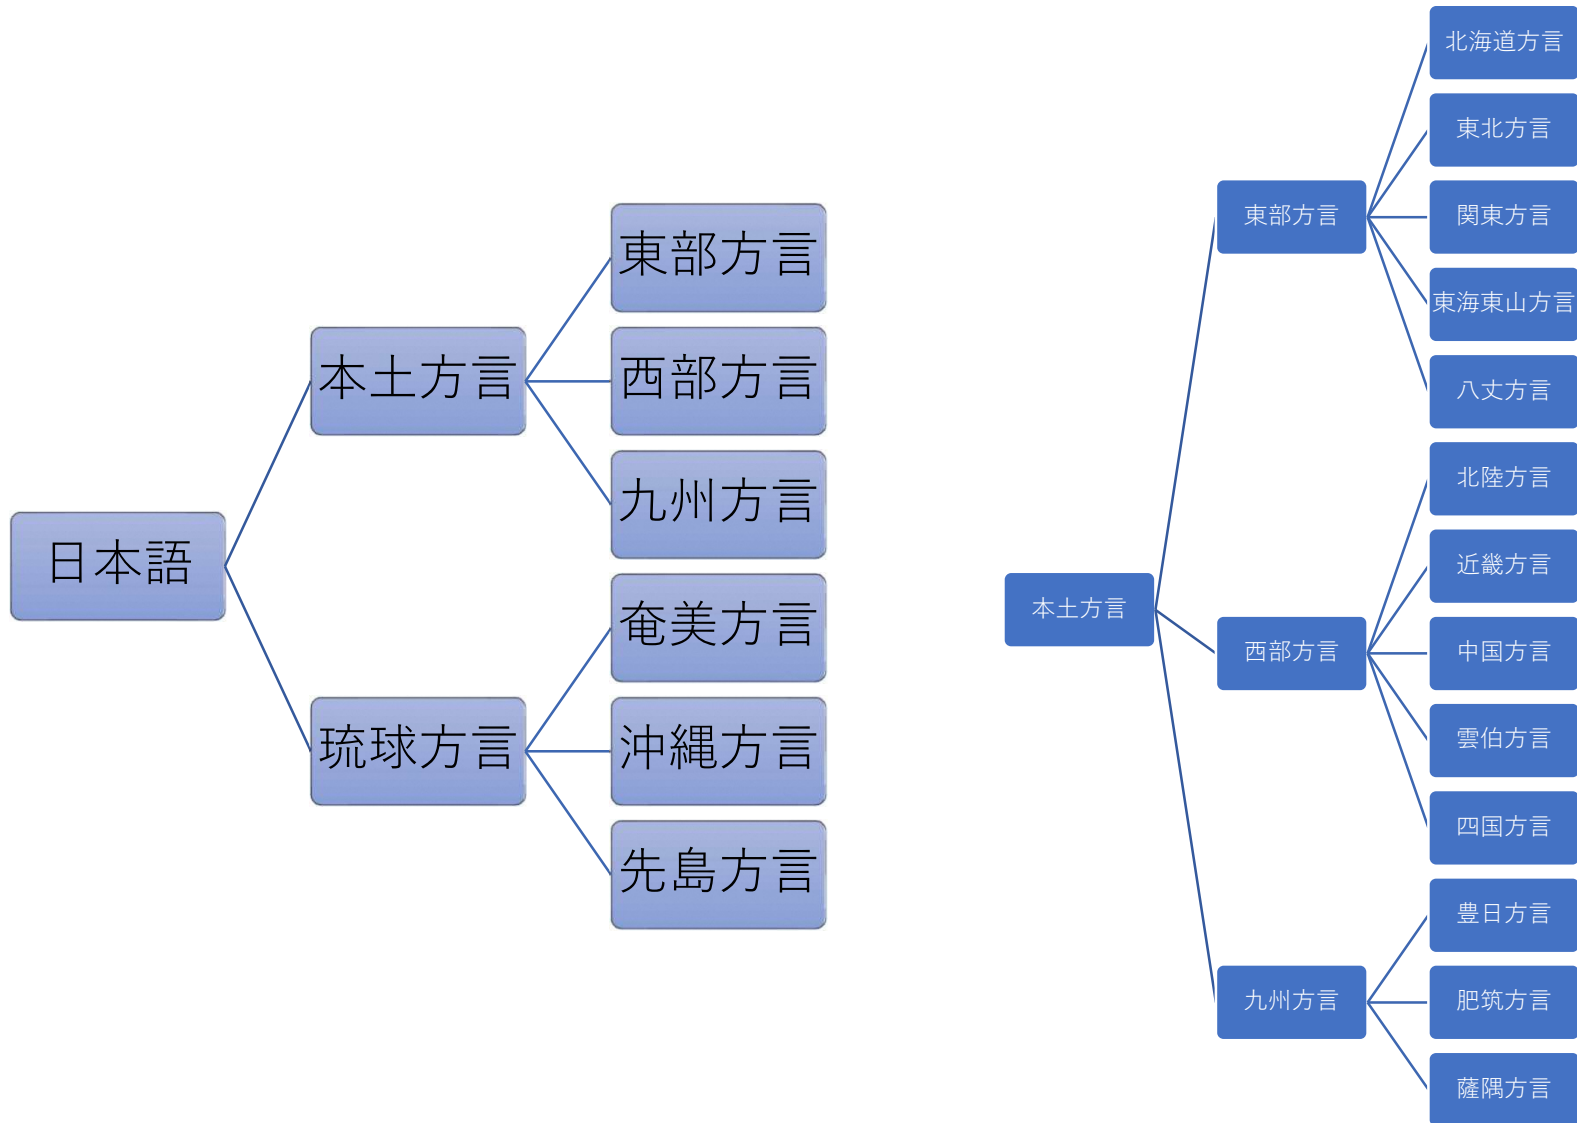 日本語
本土方言
東部方言
西部方言
九州方言
琉球方言
奄美方言
沖縄方言
先島方言
本土方言
東部方言
北海道方言
東北方言
関東方言
東海東山方言
八丈方言
西部方言
北陸方言
近畿方言
中国方言
雲伯方言
四国方言
九州方言
豊日方言
肥筑方言
薩隅方言